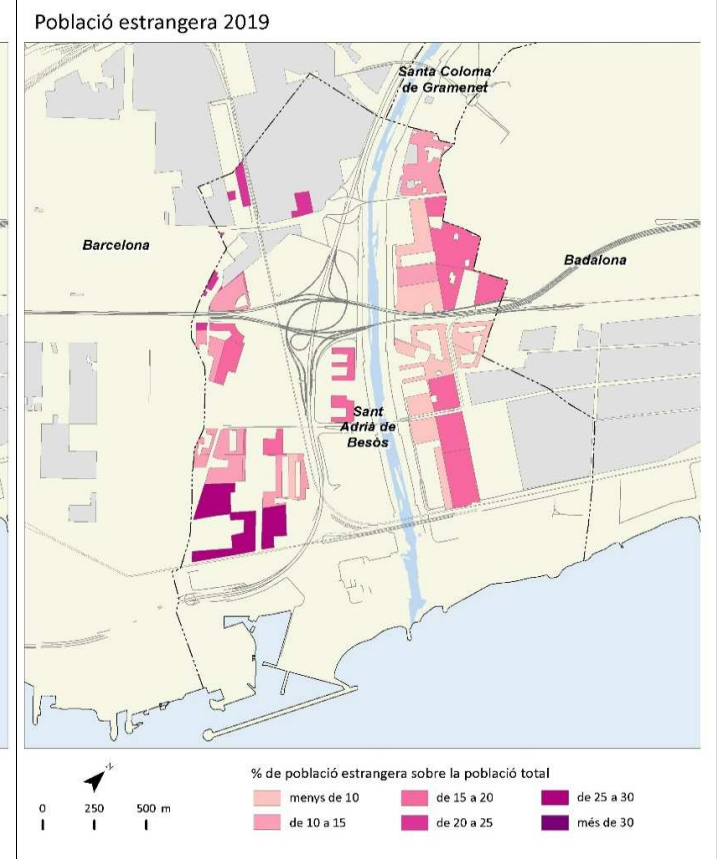 Població estrangera 2019
Santa Coloma
de Gramenet
Barcelona
Badalona
Sant
Adrià de
Besòs
N
0 250 500 m
% de població estrangera sobre la població total
menys de 10
de 10 a 15
de 15 a 20
de 20 a 25
de 25 a 30
més de 30